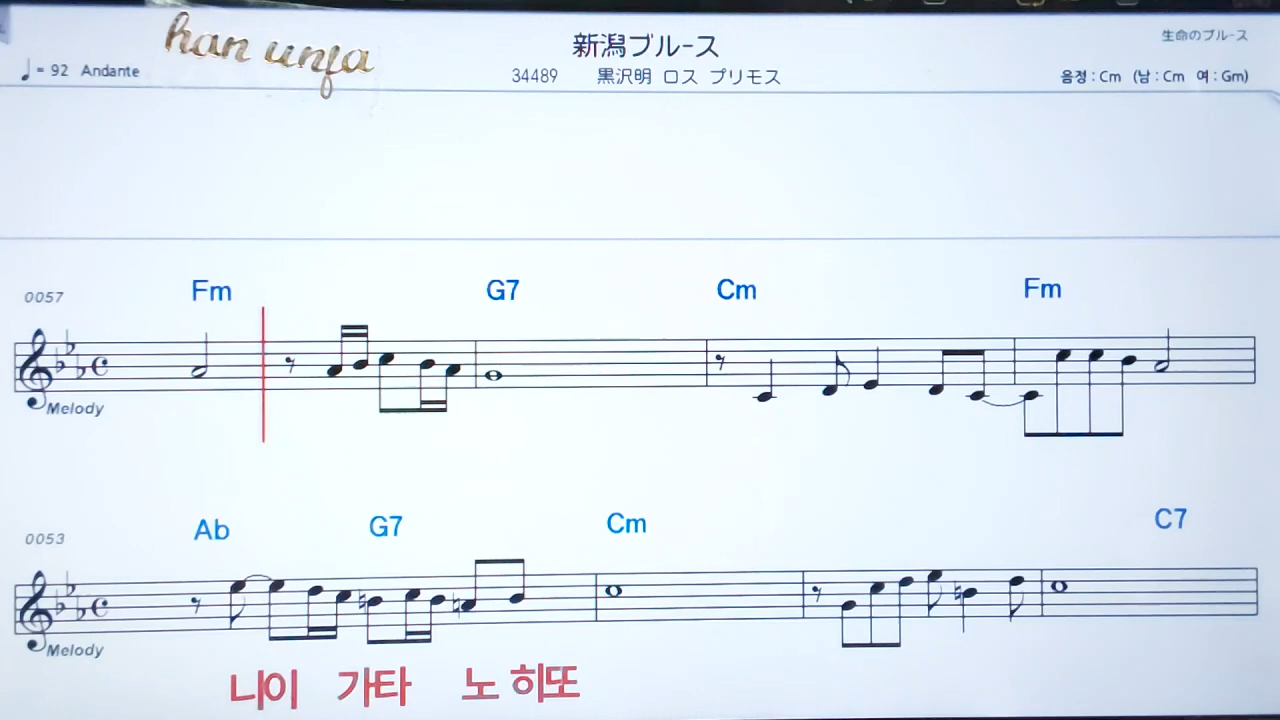 han unja
新潟ブルース
生命のブルース
♩= 92 Andante
34489 黒沢明 ロス プリモス
음정 : Cm (남 : Cm 여 : Gm)
Fm G7 Cm Fm
0057
Melody
Ab G7 Cm C7
0053
Melody
니이 가타 노 히또